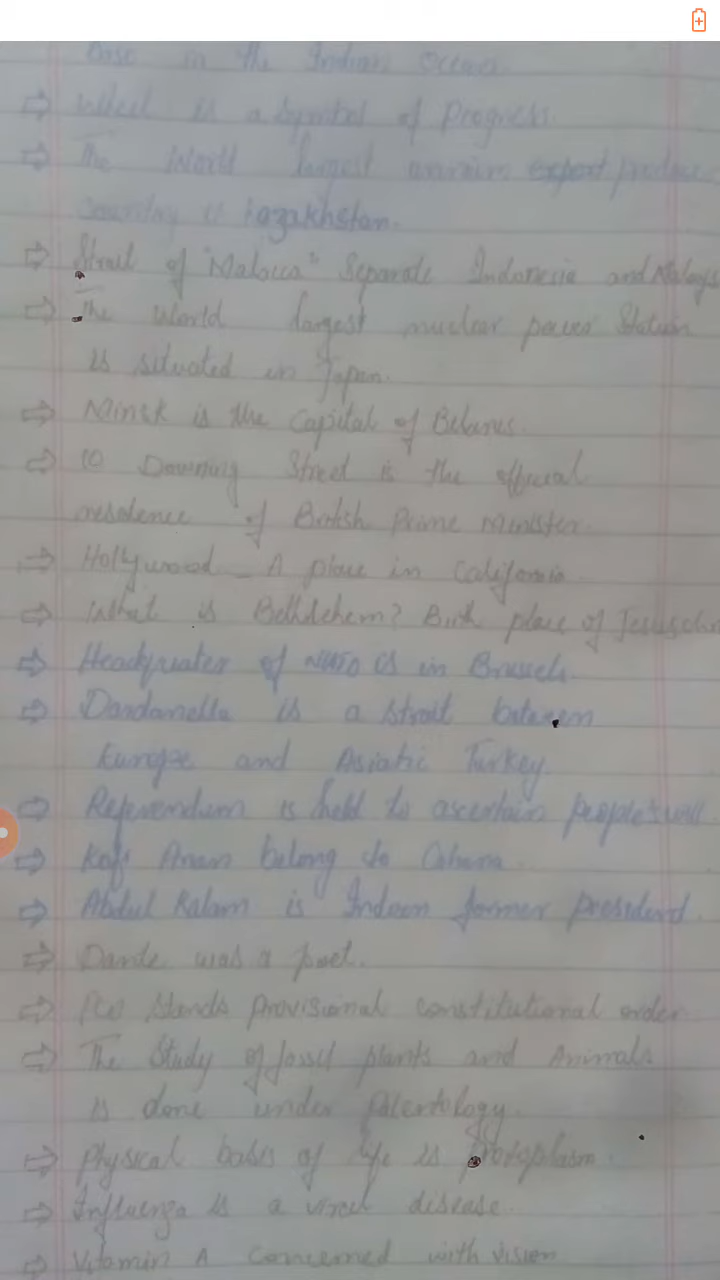 Base in the Indian Ocean
⇨ Wheel is a Symbol of Progress.
⇨ The World largest uranium export produce
Country is Kazakhstan.
⇨ Strait of "Malacca" Separate Indonesia and Malays
⇨ The World largest nuclear power Station
is situated in Japan.
⇨ Minsk is the Capital of Belarus.
⇨ 10 Downing Street is the official
residence of British Prime Minister.
⇨ Hollywood - A place in California
⇨ What is Bethlehem? Birth place of Jesus
⇨ Headquater of NATO is in Brussels.
⇨ Dardanelle is a strait between
Europe and Asiatic Turkey.
⇨ Referendum is held to ascertain people's will
⇨ Kofi Anan belong to Ghana.
⇨ Abdul Kalam is Indian former president.
⇨ Dante was a poet.
⇨ PCO Stands Provisional constitutional order
⇨ The Study of fossil plants and Animals
is done under
⇨ Physical bases of life is Protoplasm.
⇨ Influenza is a viral disease.
⇨ Vitamin A Concerned with vision